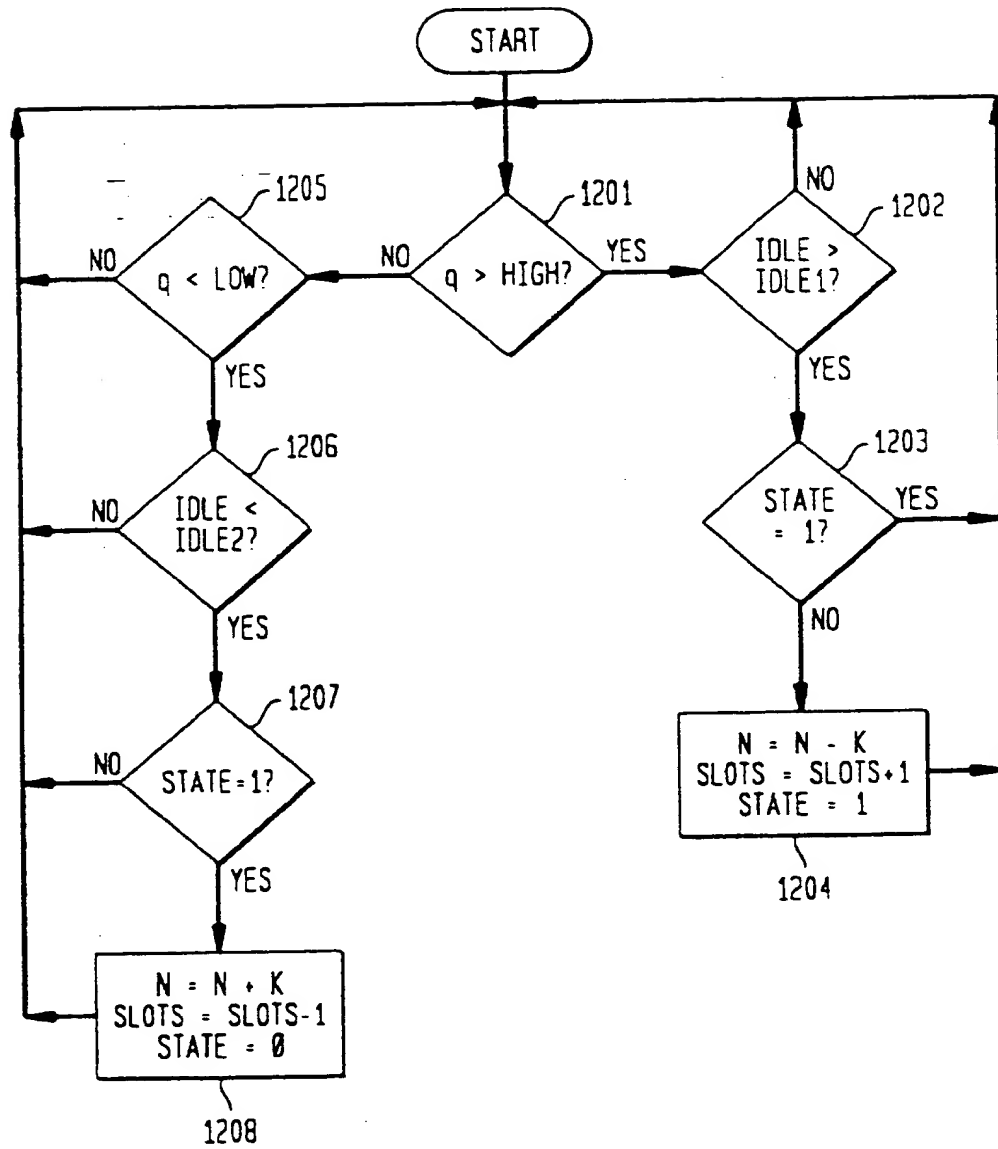 START
1205
1201
1202
NO
NO
q < LOW?
NO
q > HIGH?
YES
IDLE >
IDLE1?
YES
YES
1206
1203
NO
IDLE <
IDLE2?
STATE
= 1?
YES
YES
NO
1207
NO
STATE=1?
N = N - K
SLOTS = SLOTS+1
STATE = 1
YES
1204
N = N + K
SLOTS = SLOTS-1
STATE = 0
1208